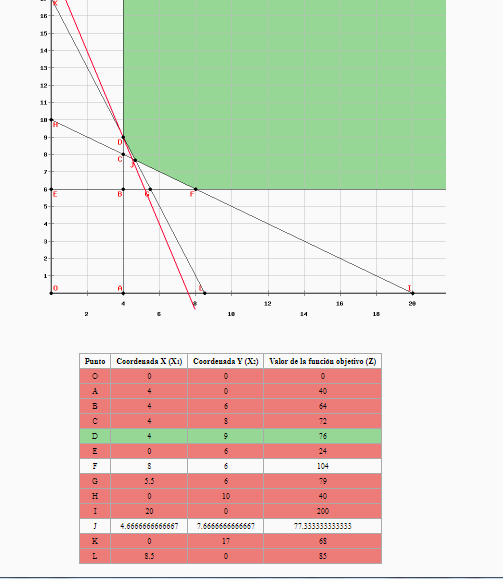 K
16
15
14
13
12
11
10
H
9
D
8
C
J
7
6
E B G F
5
4
3
2
1
O A L I
4 8 12 16 20
2 6 10 14 18
Punto Coordenada X (X1) Coordenada Y (X2) Valor de la función objetivo (Z)
O 0 0 0
A 4 0 40
B 4 6 64
C 4 8 72
D 4 9 76
E 0 6 24
F 8 6 104
G 5.5 6 79
H 0 10 40
I 20 0 200
J 4.6666666666667 7.6666666666667 77.333333333333
K 0 17 68
L 8.5 0 85